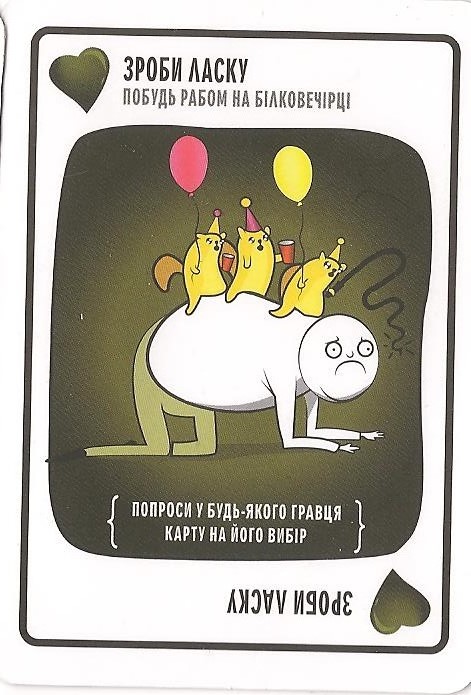 ЗРОБИ ЛАСКУ
ПОБУДЬ РАБОМ НА БІЛКОВЕЧІРЦІ
ПОПРОСИ У БУДЬ-ЯКОГО ГРАВЦЯ
КАРТУ НА ЙОГО ВИБІР
ЗРОБИ ЛАСКУ